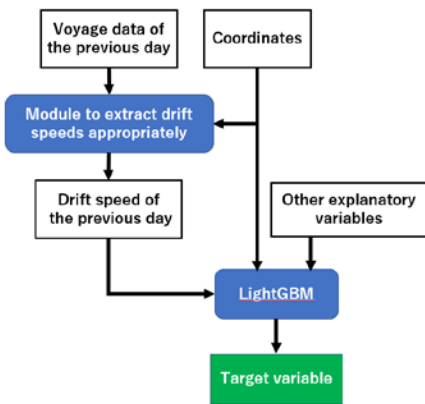 Voyage data of
the previous day
Coordinates
Module to extract drift
speeds appropriately
Drift speed of
the previous day
Other explanatory
variables
LightGBM
Target variable